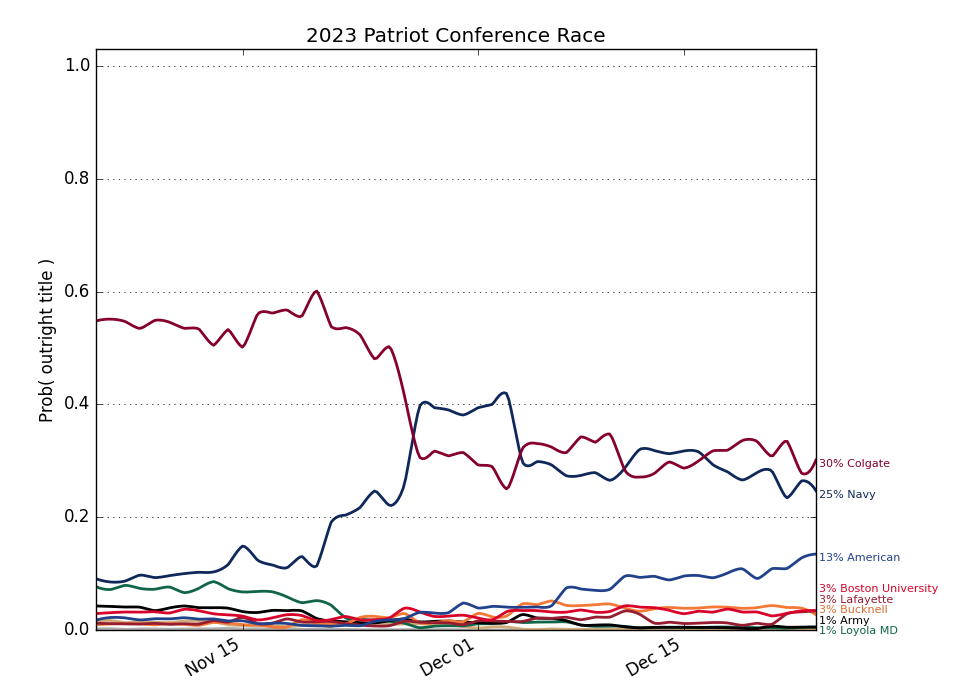 2023 Patriot Conference Race
Prob( outright title )
1.0
0.8
0.6
0.4
0.2
0.0
Nov 15
Dec 01
Dec 15
30% Colgate
25% Navy
13% American
3% Boston University
3% Lafayette
3% Bucknell
1% Army
1% Loyola MD